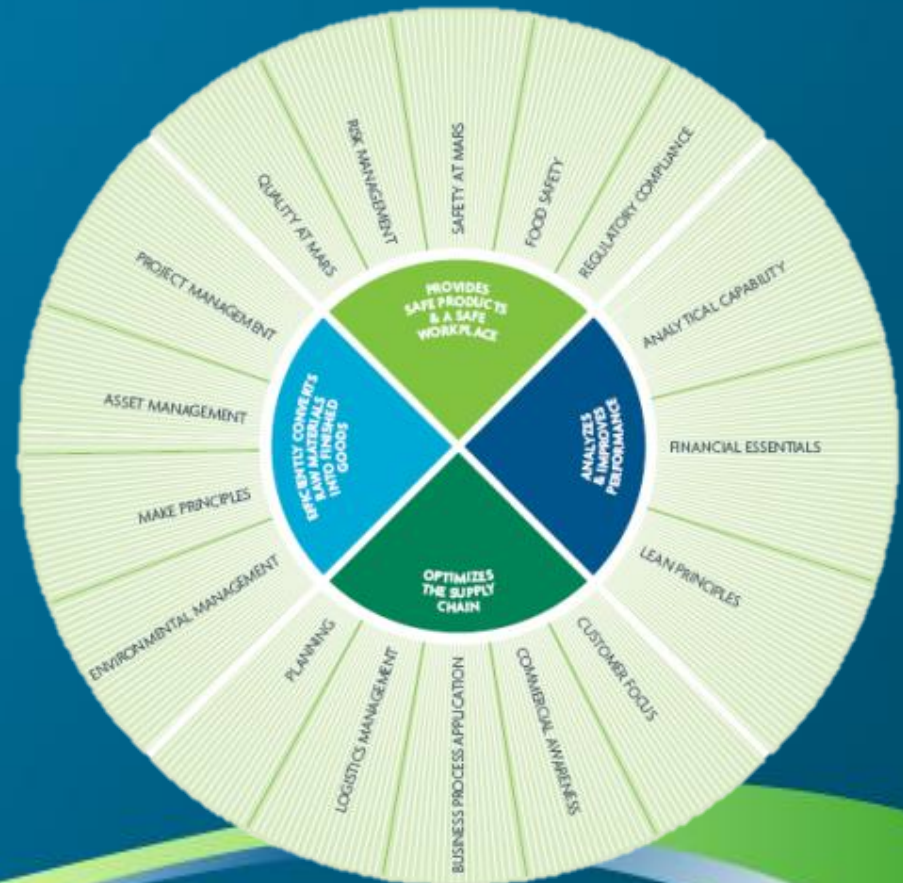 QUALITY AT MARS
RISK MANAGEMENT
SAFETY AT MARS
FOOD SAFETY
REGULATORY COMPLIANCE
ANALYTICAL CAPABILITY
FINANCIAL ESSENTIALS
LEAN PRINCIPLES
CUSTOMER FOCUS
COMMERCIAL AWARENESS
BUSINESS PROCESS APPLICATION
LOGISTICS MANAGEMENT
PLANNING
ENVIRONMENTAL MANAGEMENT
MAKE PRINCIPLES
ASSET MANAGEMENT
PROJECT MANAGEMENT
PROVIDES
SAFE PRODUCTS
& A SAFE
WORKPLACE
ANALYZES
& IMPROVES
PERFORMANCE
OPTIMIZES
THE SUPPLY
CHAIN
EFFICIENTLY CONVERTS
RAW MATERIALS
INTO FINISHED
GOODS